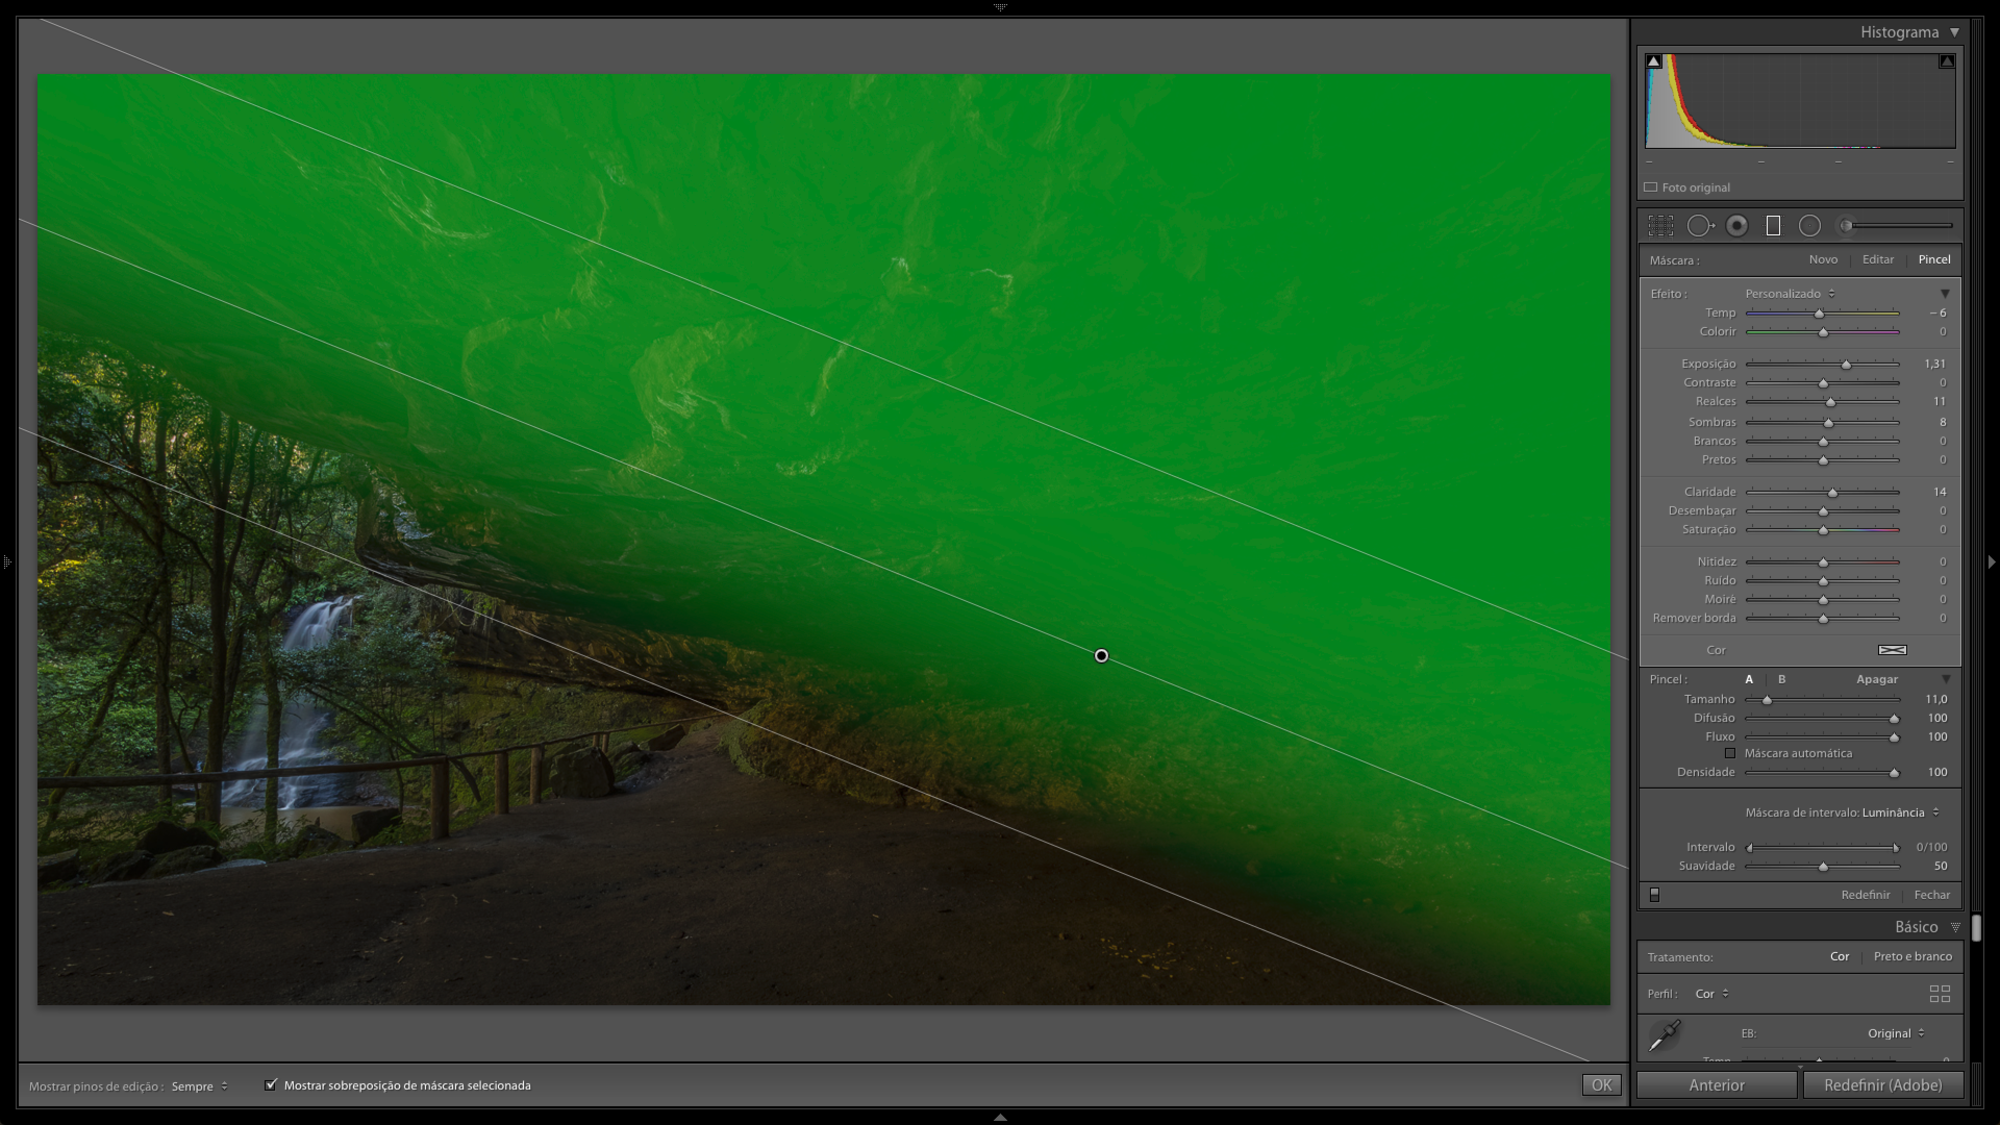 Histograma
Foto original
Máscara : Novo Editar Pincel
Efeito : Personalizado
Temp − 6
Colorir 0
Exposição 1,31
Contraste 0
Realces 11
Sombras 8
Brancos 0
Pretos 0
Claridade 14
Desembaçar 0
Saturação 0
Nitidez 0
Ruído 0
Moiré 0
Remover borda 0
Cor
Pincel : A B Apagar
Tamanho 11,0
Difusão 100
Fluxo 100
Máscara automática
Densidade 100
Máscara de intervalo: Luminância
Intervalo 0/100
Suavidade 50
Redefinir Fechar
Básico
Tratamento: Cor Preto e branco
Perfil : Cor
EB: Original
Temp 0
Mostrar pinos de edição : Sempre Mostrar sobreposição de máscara selecionada OK
Anterior Redefinir (Adobe)